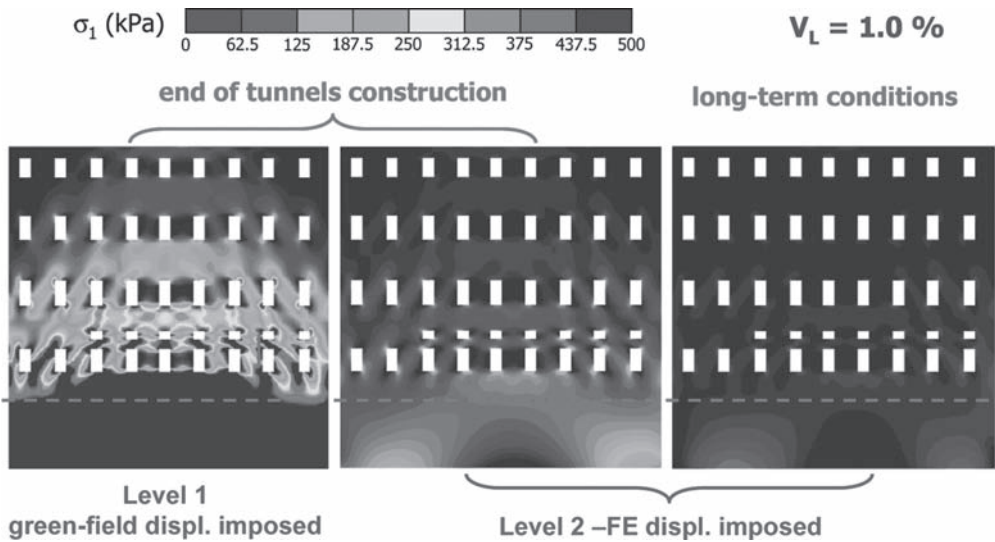 σ1 (kPa)
0 62.5 125 187.5 250 312.5 375 437.5 500
VL = 1.0 %
end of tunnels construction
long-term conditions
Level 1
green-field displ. imposed
Level 2 –FE displ. imposed